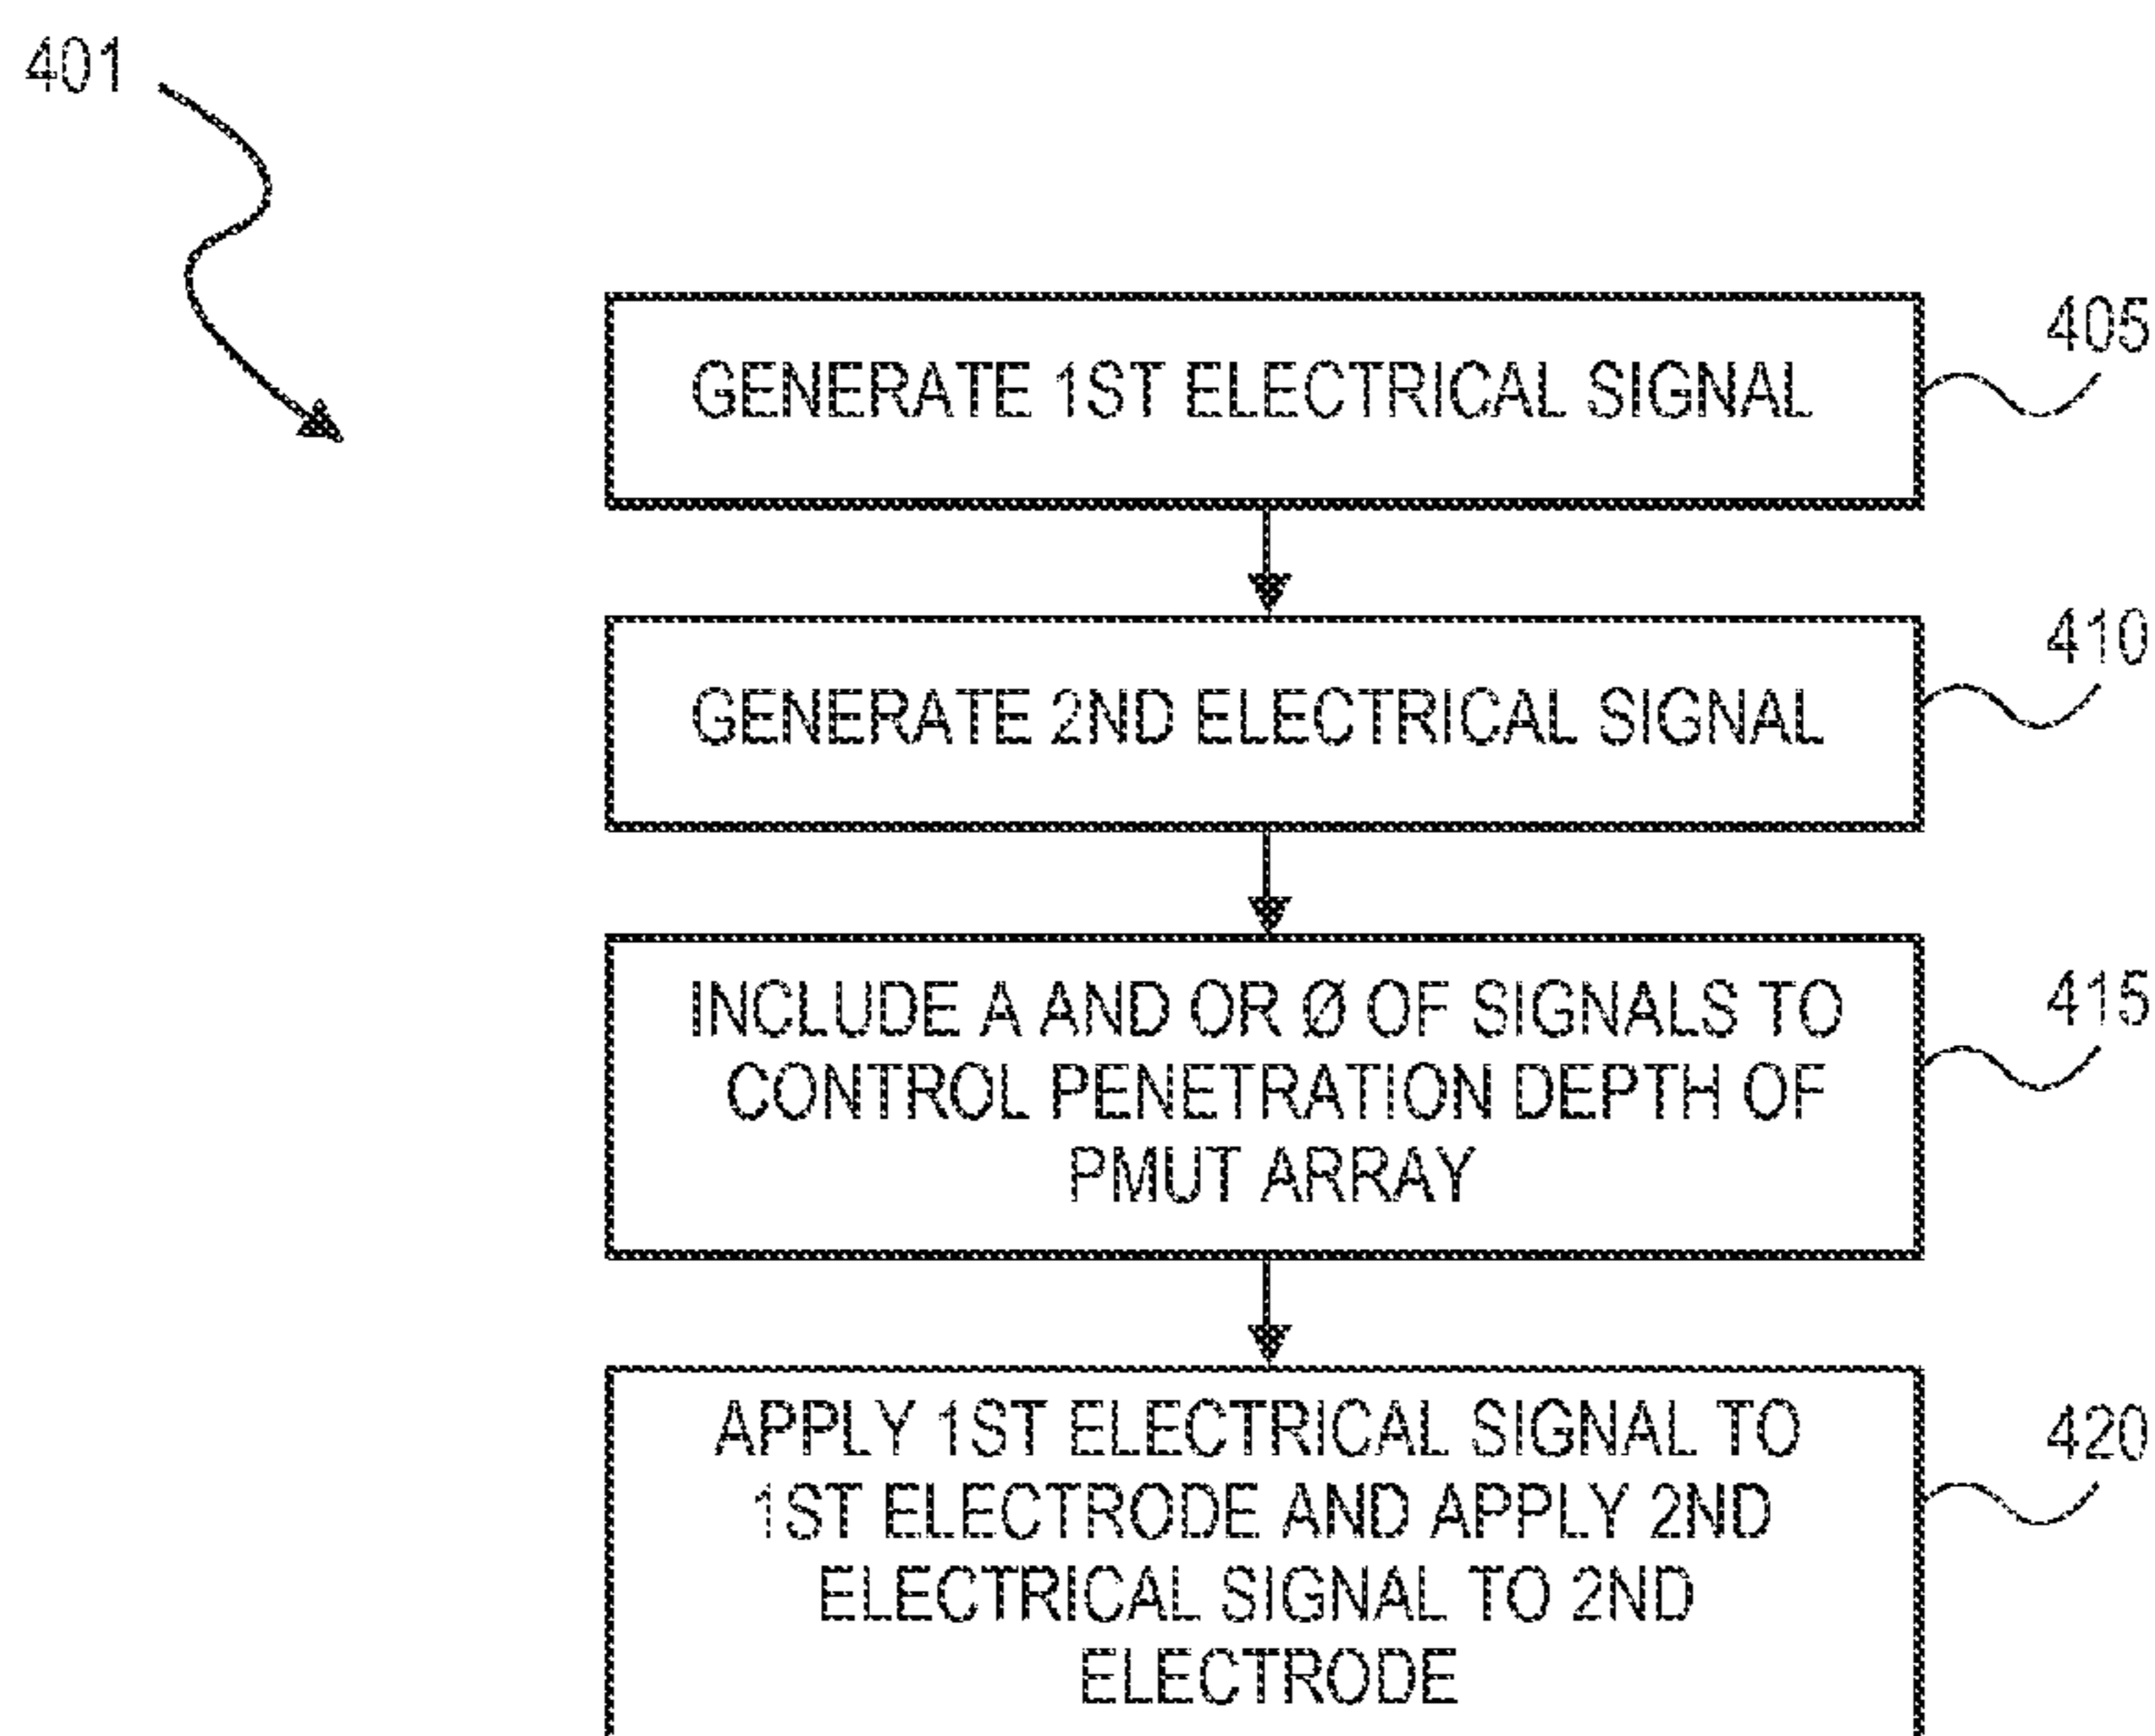 401
GENERATE 1ST ELECTRICAL SIGNAL
405
GENERATE 2ND ELECTRICAL SIGNAL
410
INCLUDE A AND OR Ø OF SIGNALS TO
CONTROL PENETRATION DEPTH OF
PMUT ARRAY
415
APPLY 1ST ELECTRICAL SIGNAL TO
1ST ELECTRODE AND APPLY 2ND
ELECTRICAL SIGNAL TO 2ND
ELECTRODE
420